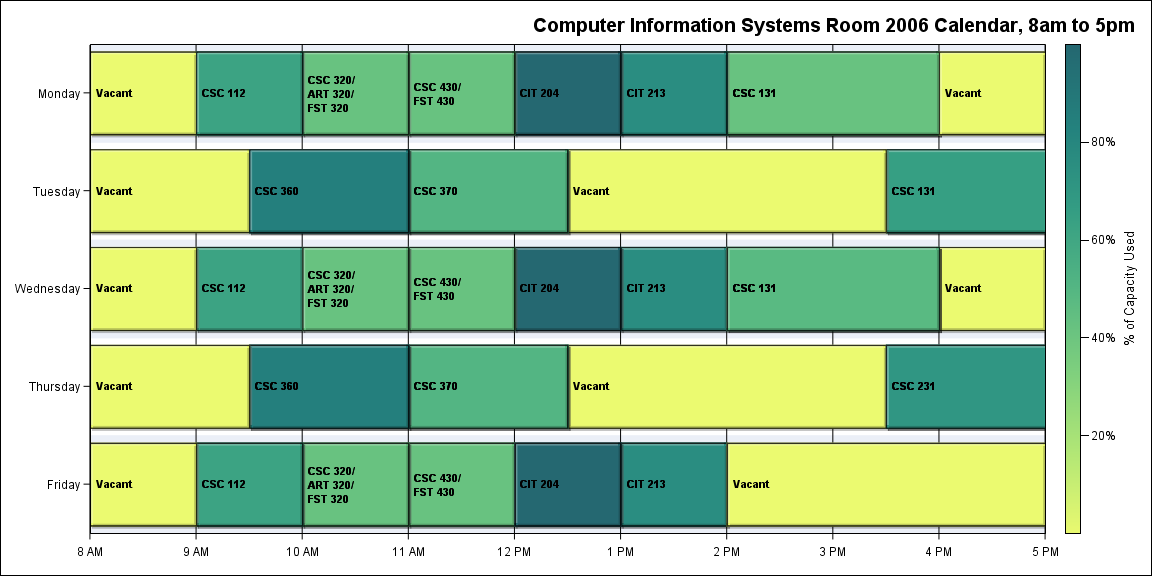 Computer Information Systems Room 2006 Calendar, 8am to 5pm
Monday
Vacant
CSC 112
CSC 320/
ART 320/
FST 320
CSC 430/
FST 430
CIT 204
CIT 213
CSC 131
Vacant
Tuesday
Vacant
CSC 360
CSC 370
Vacant
CSC 131
Wednesday
Vacant
CSC 112
CSC 320/
ART 320/
FST 320
CSC 430/
FST 430
CIT 204
CIT 213
CSC 131
Vacant
Thursday
Vacant
CSC 360
CSC 370
Vacant
CSC 231
Friday
Vacant
CSC 112
CSC 320/
ART 320/
FST 320
CSC 430/
FST 430
CIT 204
CIT 213
Vacant
8 AM
9 AM
10 AM
11 AM
12 PM
1 PM
2 PM
3 PM
4 PM
5 PM
80%
60%
40%
20%
% of Capacity Used